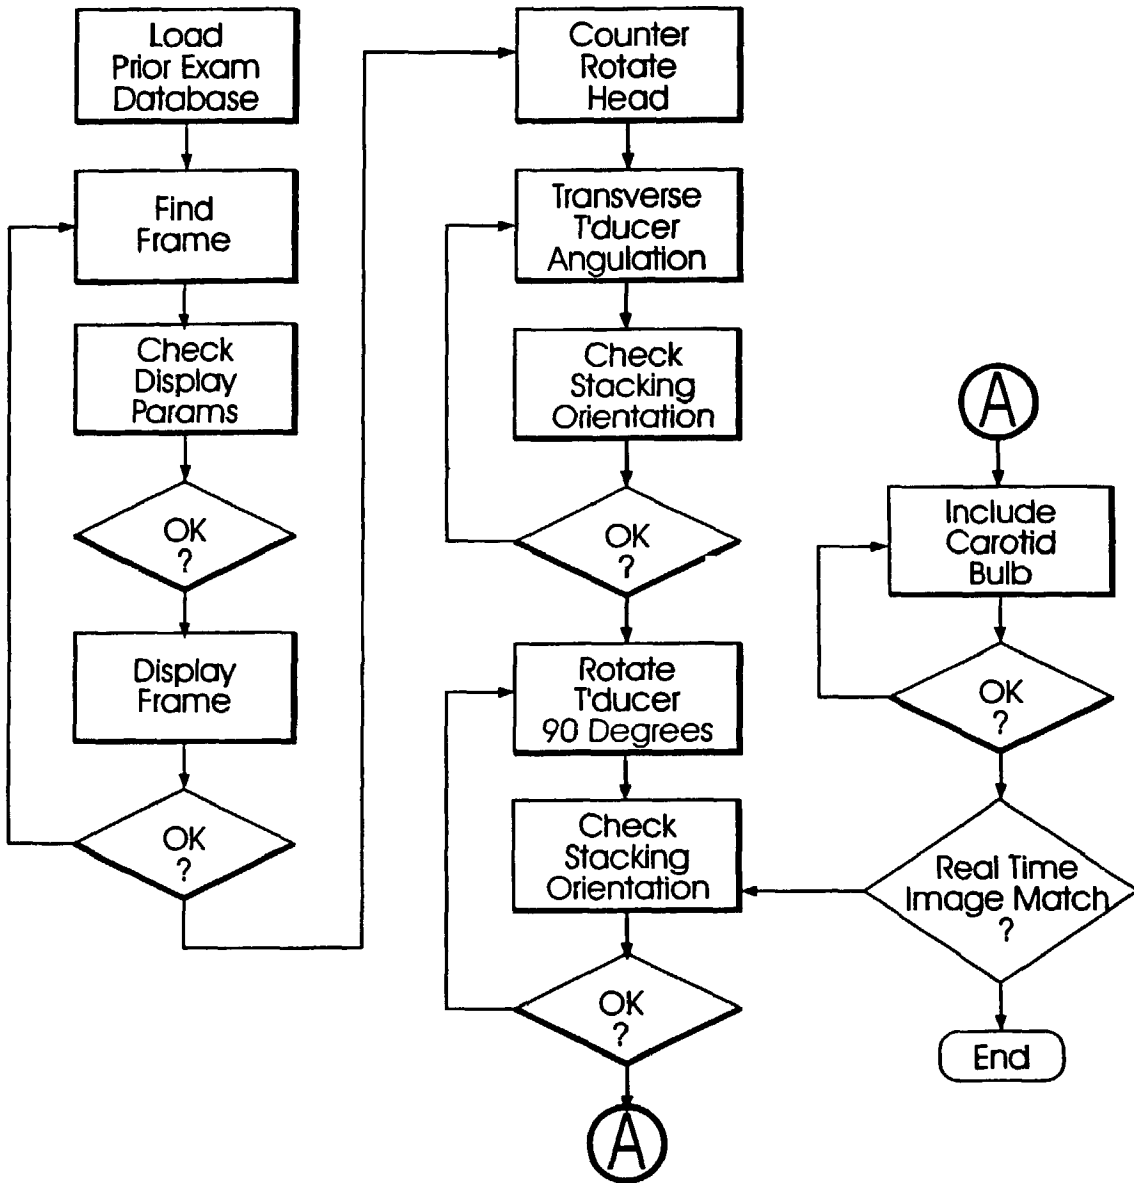 Load
Prior Exam
Database
Find
Frame
Check
Display
Params
OK
?
Display
Frame
OK
?
Counter
Rotate
Head
Transverse
T'ducer
Angulation
Check
Stacking
Orientation
OK
?
Rotate
T'ducer
90 Degrees
Check
Stacking
Orientation
OK
?
A
A
Include
Carotid
Bulb
OK
?
Real Time
Image Match
?
End